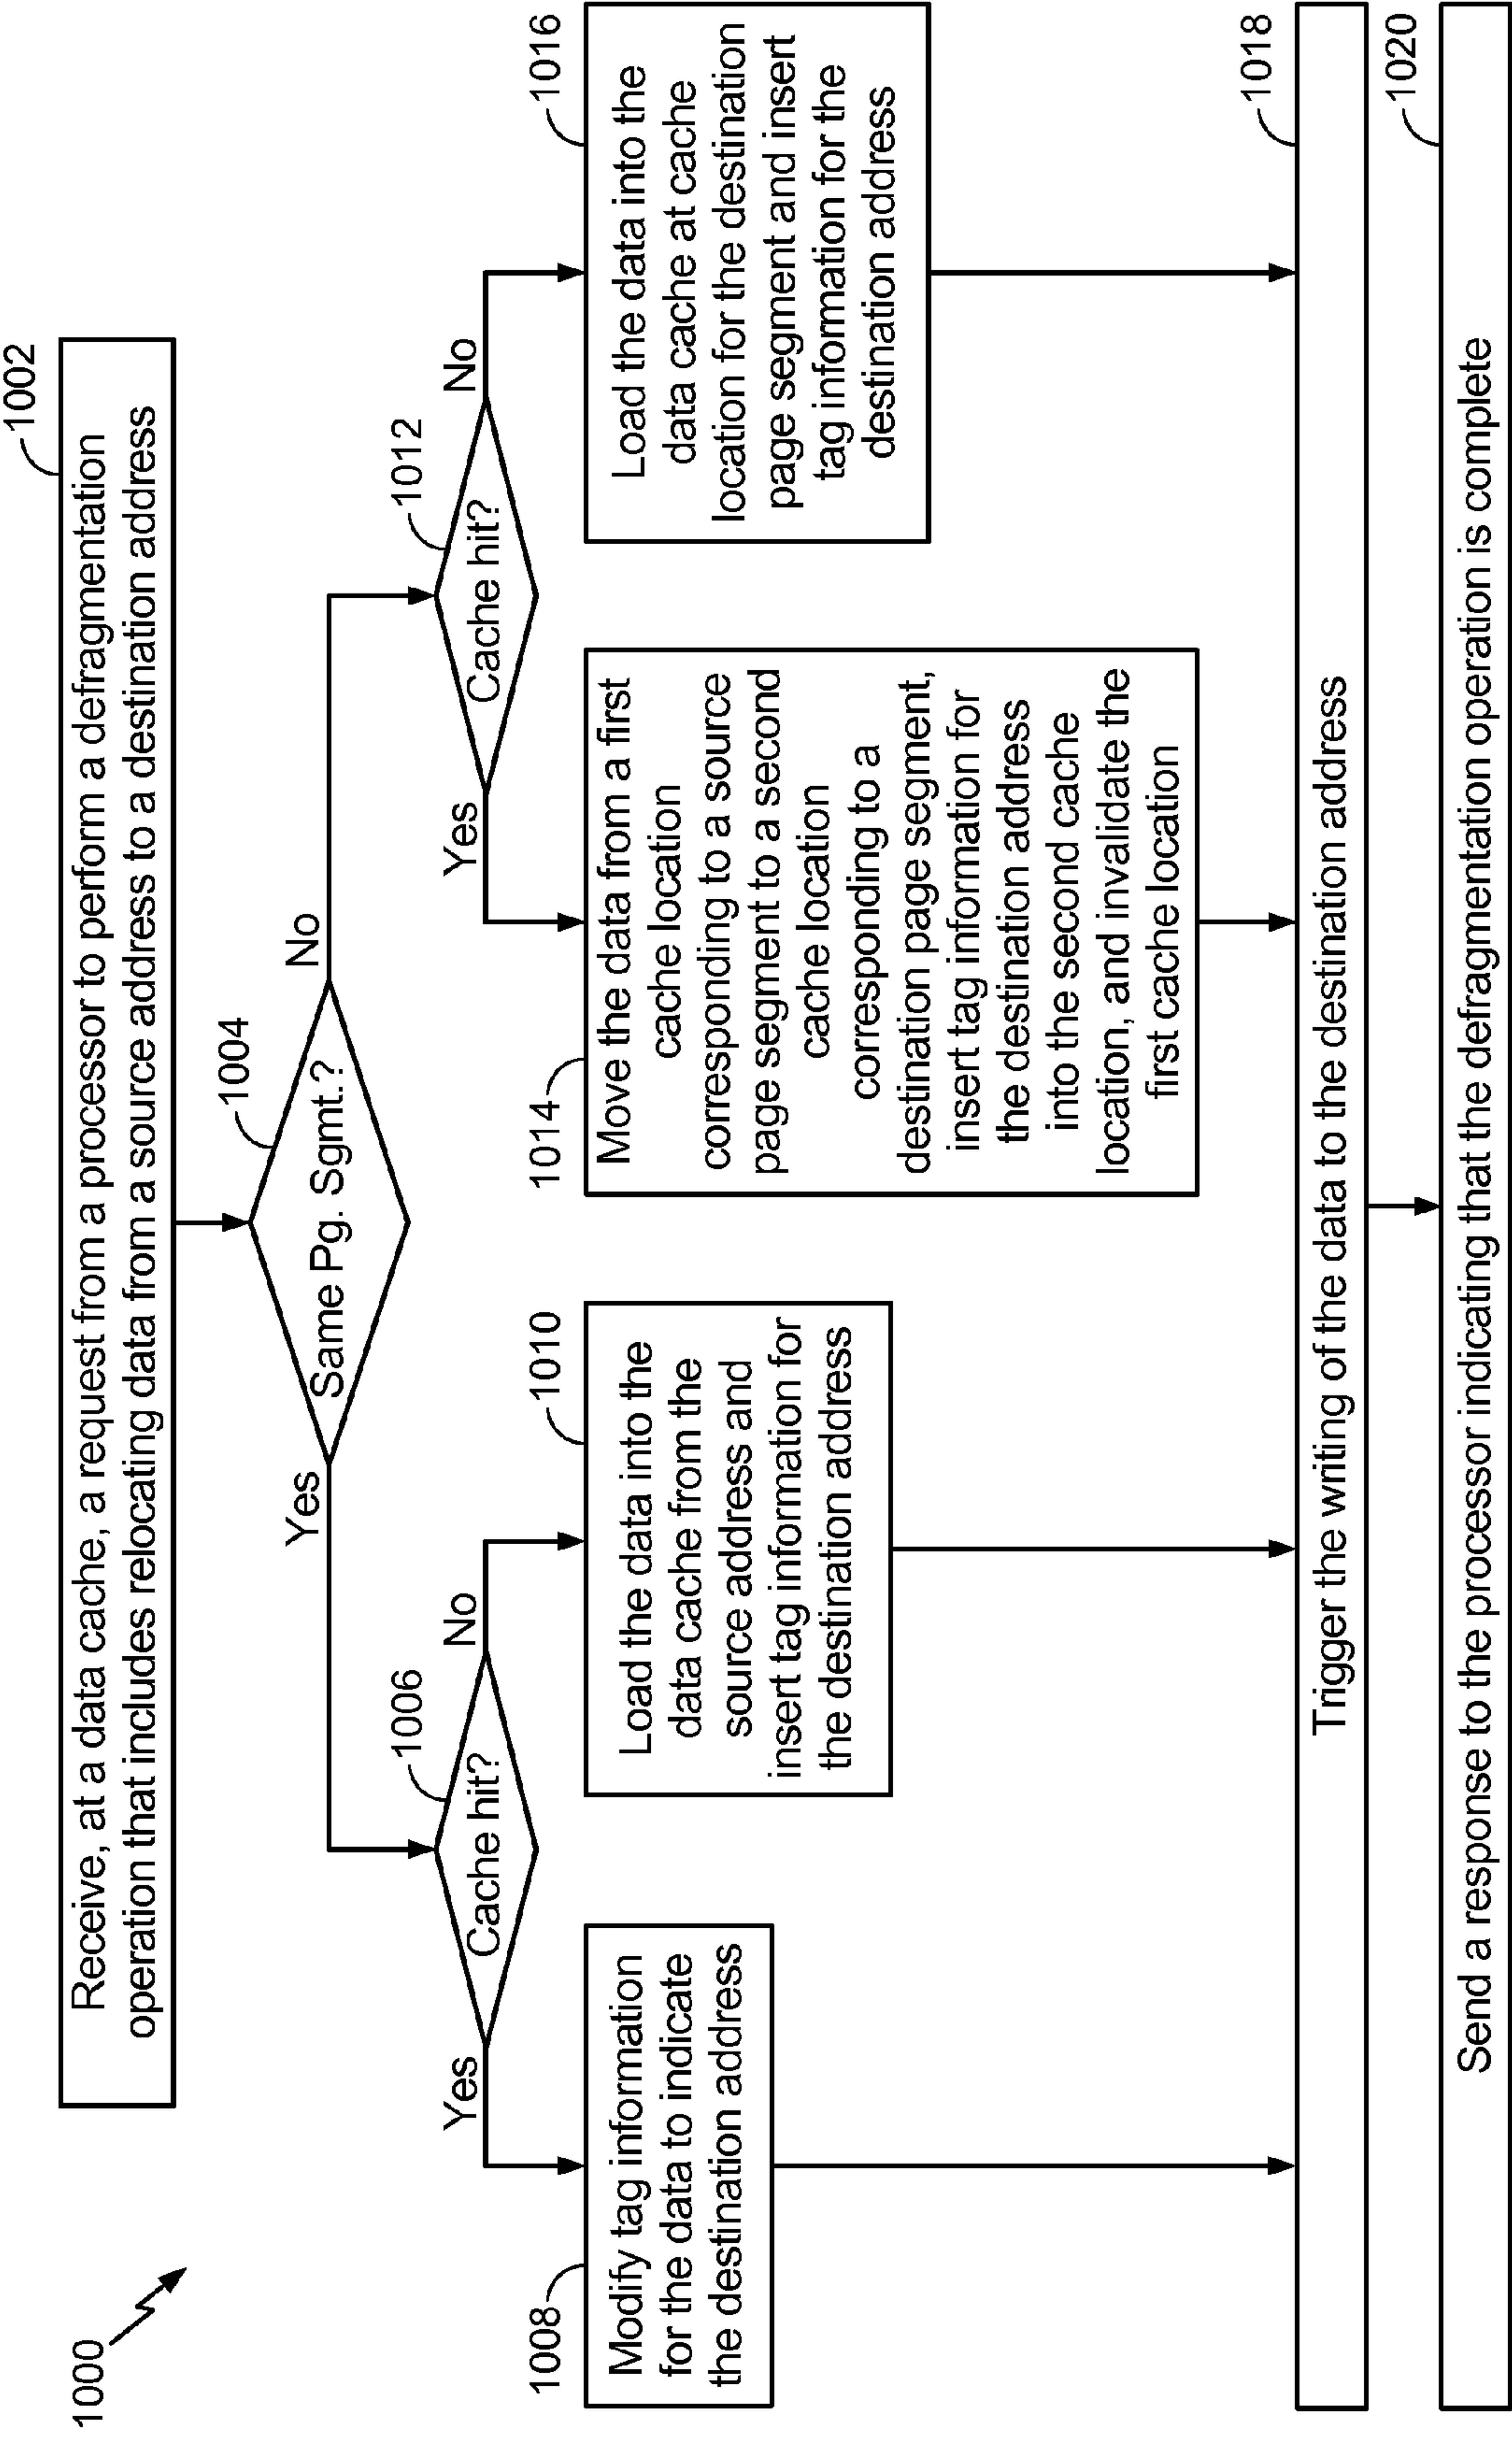 1000
1002
Receive, at a data cache, a request from a processor to perform a defragmentation
operation that includes relocating data from a source address to a destination address
1004
Same Pg. Sgmt.?
Yes
No
1006
Cache hit?
Yes
No
1012
Cache hit?
Yes
No
1008
Modify tag information
for the data to indicate
the destination address
1010
Load the data into the
data cache from the
source address and
insert tag information for
the destination address
1014
Move the data from a first
cache location
corresponding to a source
page segment to a second
cache location
corresponding to a
destination page segment,
insert tag information for
the destination address
into the second cache
location, and invalidate the
first cache location
1016
Load the data into the
data cache at cache
location for the destination
page segment and insert
tag information for the
destination address
1018
Trigger the writing of the data to the destination address
1020
Send a response to the processor indicating that the defragmentation operation is complete